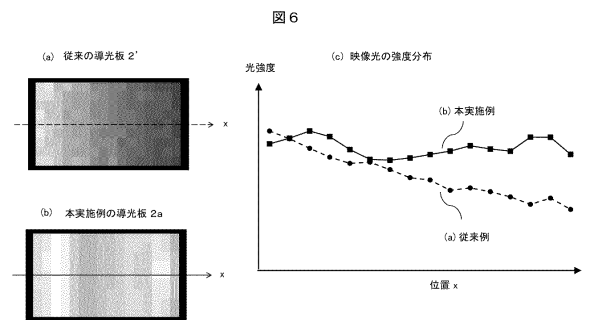 図6
(a) 従来の導光板 2'
x
(b) 本実施例の導光板 2a
x
(c) 映像光の強度分布
光強度
(b) 本実施例
(a) 従来例
位置 x